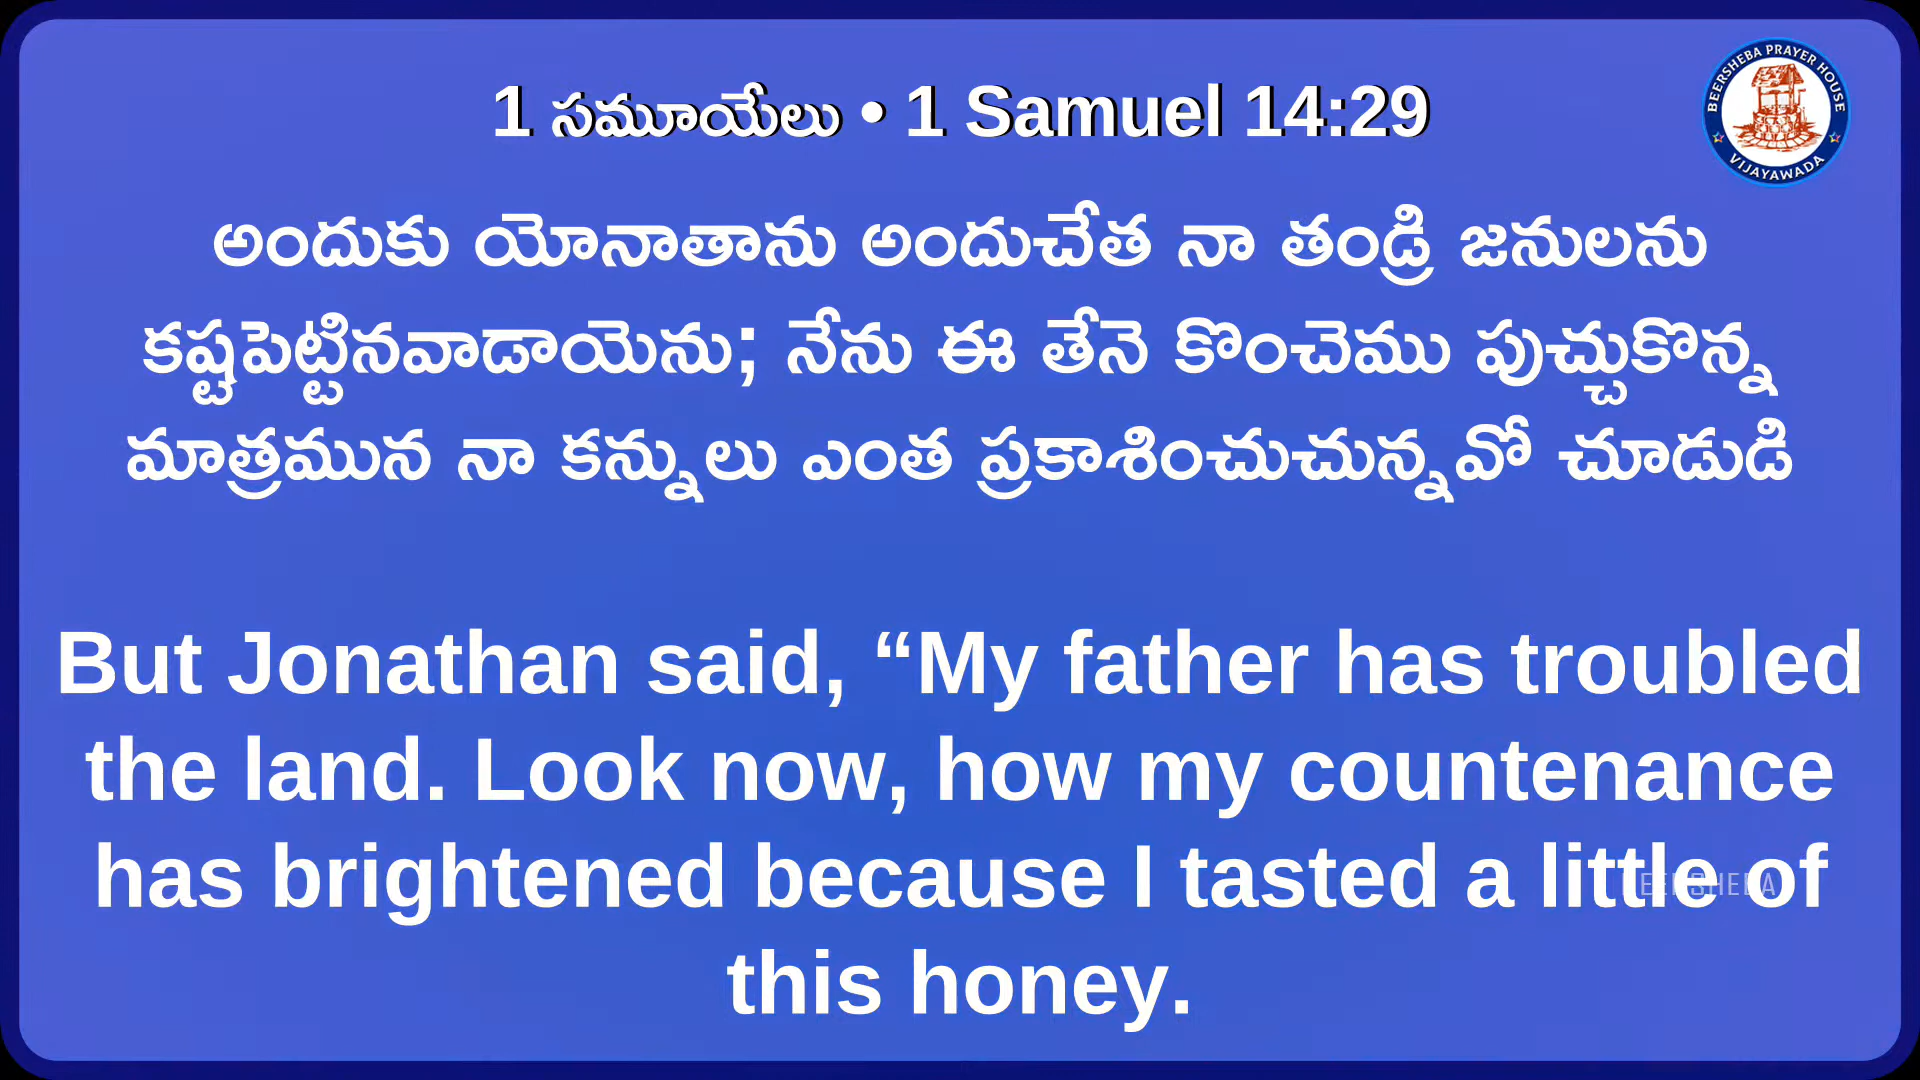 1 సమూయేలు • 1 Samuel 14:29
BEERSHEBA PRAYER HOUSE
VIJAYAWADA
అందుకు యోనాతాను అందుచేత నా తండ్రి జనులను
కష్టపెట్టినవాడాయెను; నేను ఈ తేనె కొంచెము పుచ్చుకొన్న
మాత్రమున నా కన్నులు ఎంత ప్రకాశించుచున్నవో చూడుడి
But Jonathan said, “My father has troubled
the land. Look now, how my countenance
has brightened because I tasted a little of
this honey.
BEERSHEBA